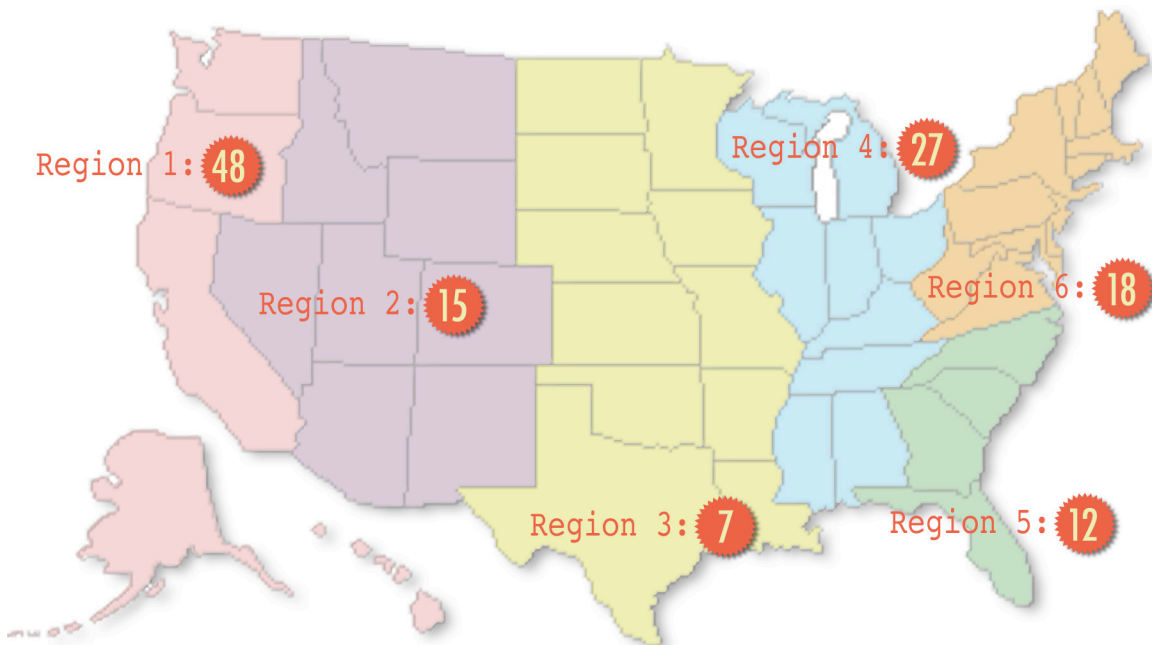 Region 1: 48
Region 4: 27
Region 2: 15
Region 6: 18
Region 3: 7
Region 5: 12